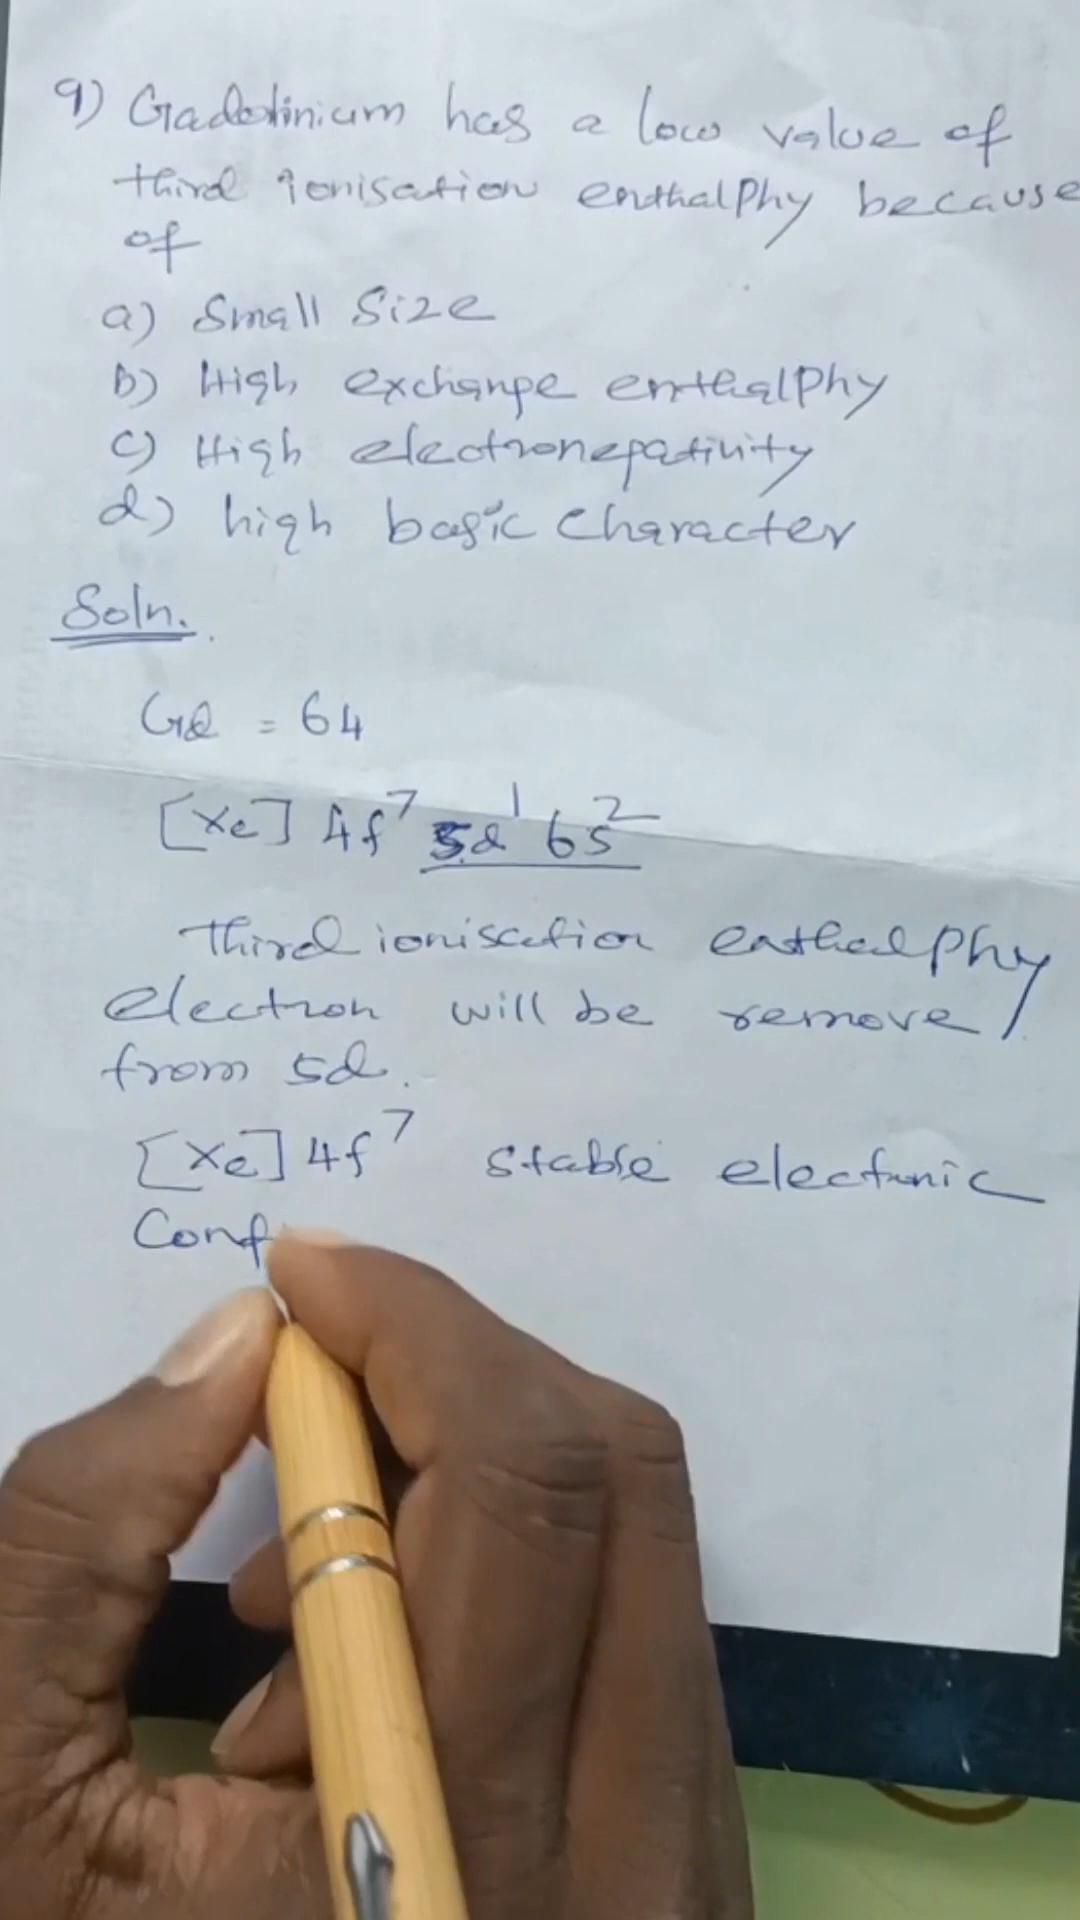 9) Gadolinium has a low value of
third ionisation enthalphy because
of
a) Small Size
b) High exchange enthalphy
c) High electronegativity
d) high basic character
Soln.
Gd = 64
[Xe] 4f⁷ 5d¹ 6s²
Third ionisation enthalphy
electron will be remove
from 5d.
[Xe] 4f⁷ stable electronic
Conf